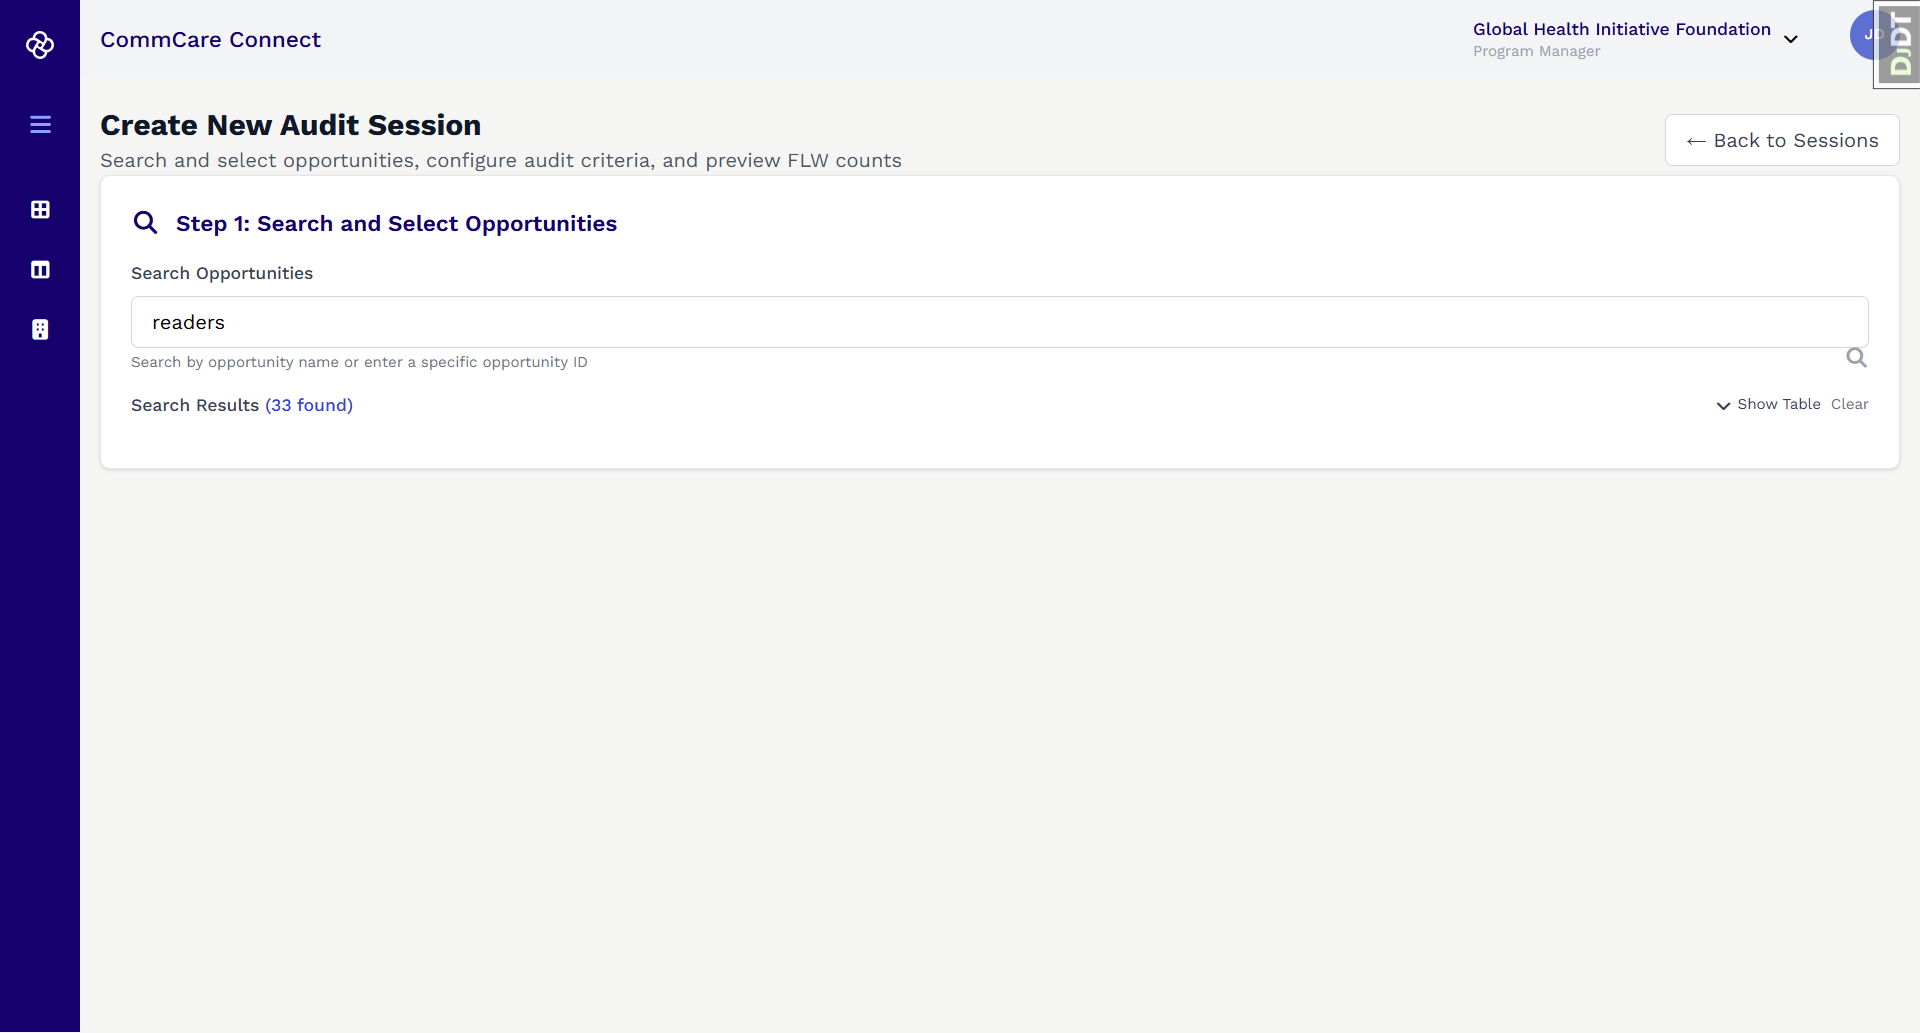 CommCare Connect
Global Health Initiative Foundation
Program Manager
JD
DjDT
Create New Audit Session
Search and select opportunities, configure audit criteria, and preview FLW counts
← Back to Sessions
Step 1: Search and Select Opportunities
Search Opportunities
readers
Search by opportunity name or enter a specific opportunity ID
Search Results (33 found)
Show Table Clear